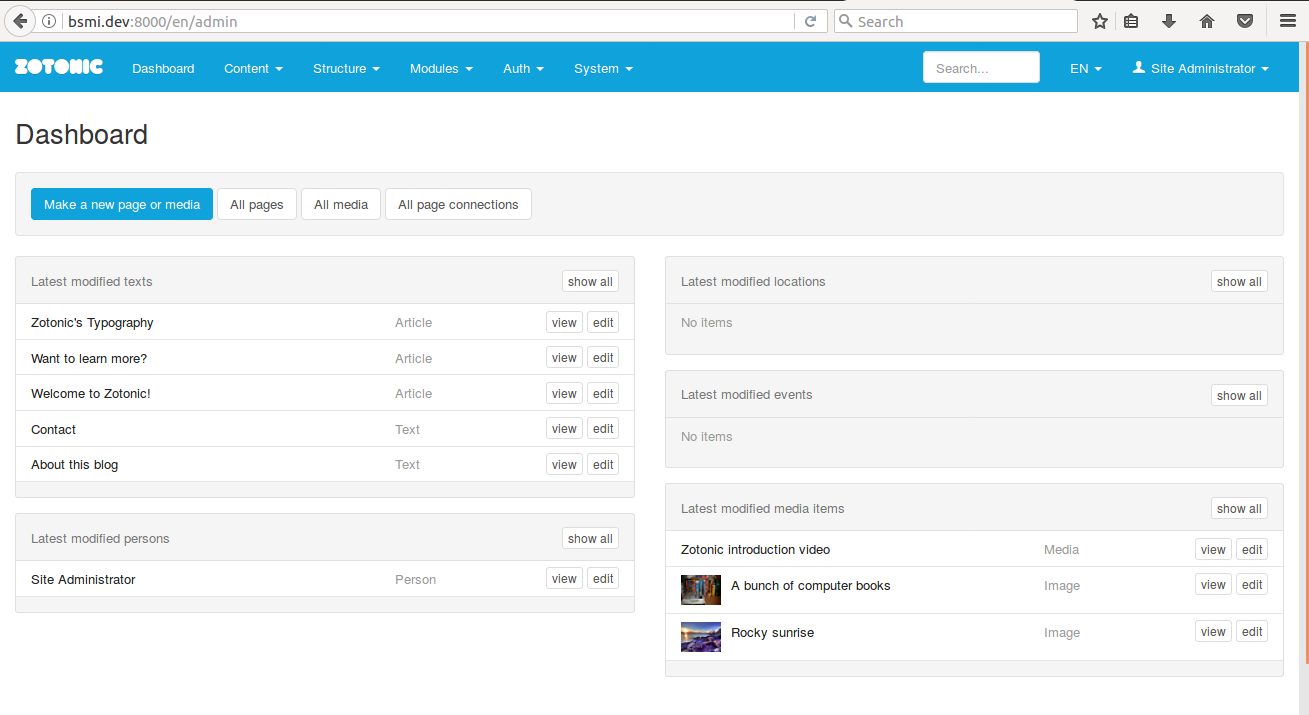 bsmi.dev:8000/en/admin Search
ZOTONIC Dashboard Content Structure Modules Auth System Search... EN Site Administrator
Dashboard
Make a new page or media All pages All media All page connections
Latest modified texts show all
Zotonic's Typography Article view edit
Want to learn more? Article view edit
Welcome to Zotonic! Article view edit
Contact Text view edit
About this blog Text view edit
Latest modified persons show all
Site Administrator Person view edit
Latest modified locations show all
No items
Latest modified events show all
No items
Latest modified media items show all
Zotonic introduction video Media view edit
A bunch of computer books Image view edit
Rocky sunrise Image view edit